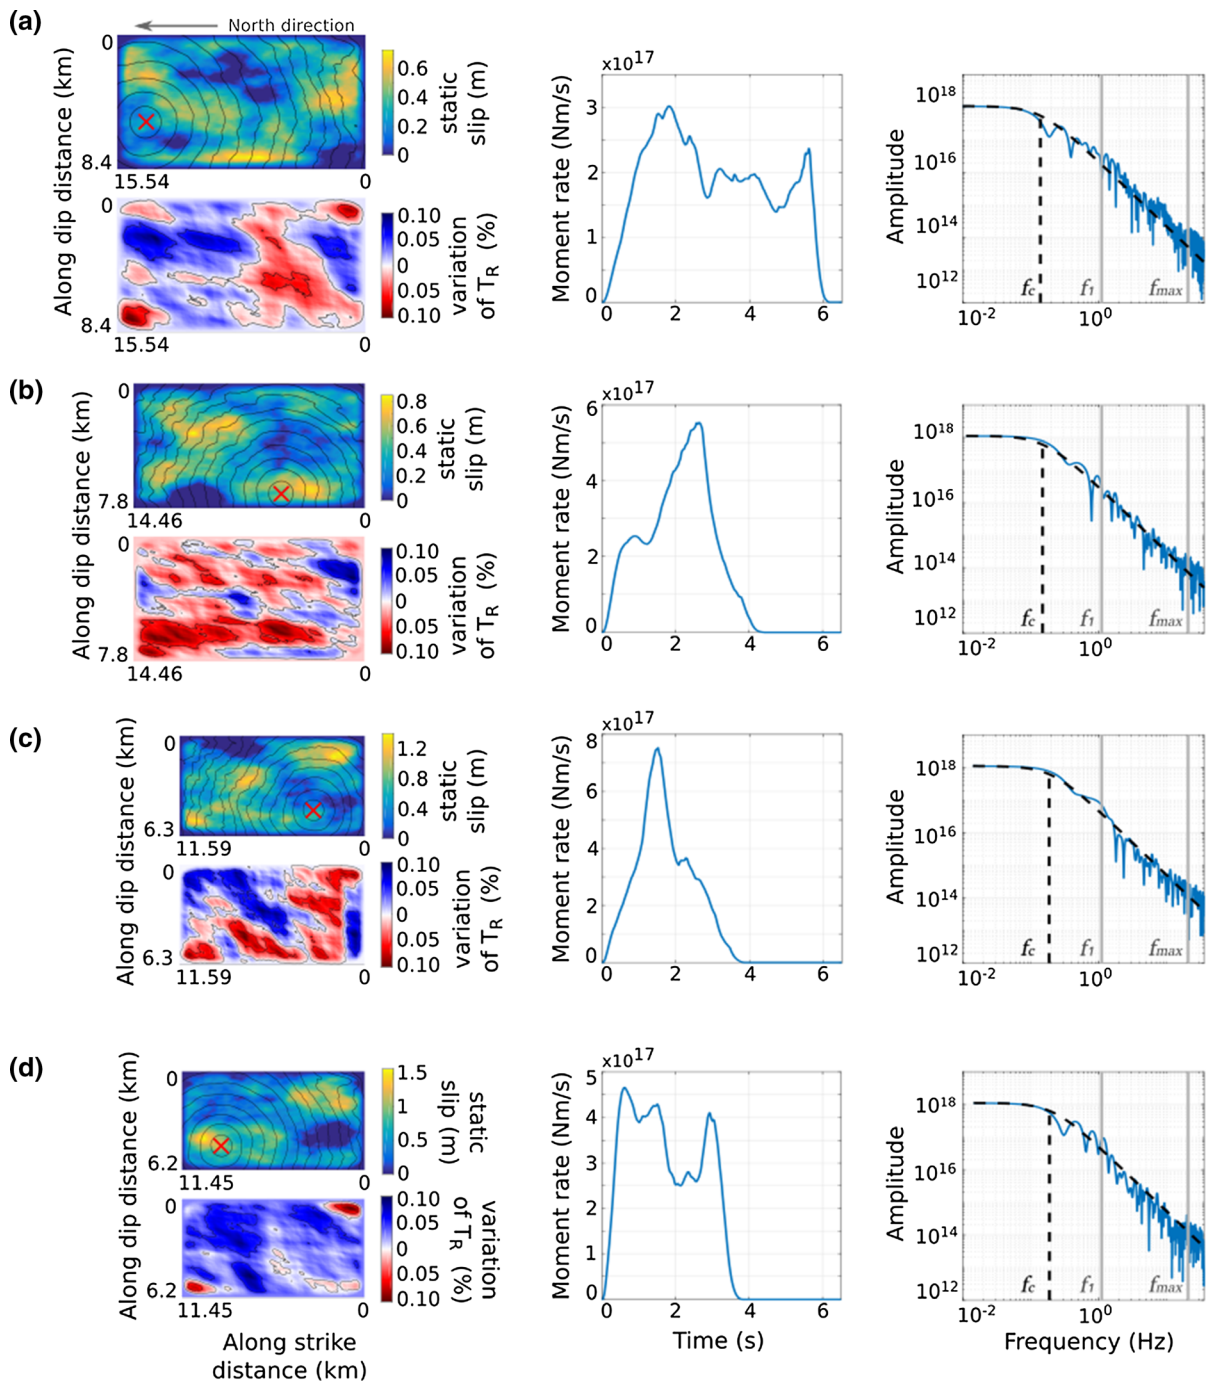 (a)
North direction
Along dip distance (km)
0
8.4
15.54
0
0.6
0.4
0.2
0
static
slip (m)
0
8.4
15.54
0
0.10
0.05
0
0.05
0.10
variation
of T_R (%)
x10^17
Moment rate (Nm/s)
3
2
1
0
0
2
4
6
Amplitude
10^18
10^16
10^14
10^12
f_c
f_1
f_max
10^-2
10^0
(b)
Along dip distance (km)
0
7.8
14.46
0
0.8
0.6
0.4
0.2
0
static
slip (m)
0
7.8
14.46
0
0.10
0.05
0
0.05
0.10
variation
of T_R (%)
x10^17
Moment rate (Nm/s)
6
4
2
0
0
2
4
6
Amplitude
10^18
10^16
10^14
10^12
f_c
f_1
f_max
10^-2
10^0
(c)
Along dip distance (km)
0
6.3
11.59
0
1.2
0.8
0.4
0
static
slip (m)
0
6.3
11.59
0
0.10
0.05
0
0.05
0.10
variation
of T_R (%)
x10^17
Moment rate (Nm/s)
8
6
4
2
0
0
2
4
6
Amplitude
10^18
10^16
10^14
10^12
f_c
f_1
f_max
10^-2
10^0
(d)
Along dip distance (km)
0
6.2
11.45
0
1.5
1
0.5
0
static
slip (m)
0
6.2
11.45
0
0.10
0.05
0
0.05
0.10
variation
of T_R (%)
Along strike
distance (km)
x10^17
Moment rate (Nm/s)
5
4
3
2
1
0
0
2
4
6
Time (s)
Amplitude
10^18
10^16
10^14
10^12
f_c
f_1
f_max
10^-2
10^0
Frequency (Hz)